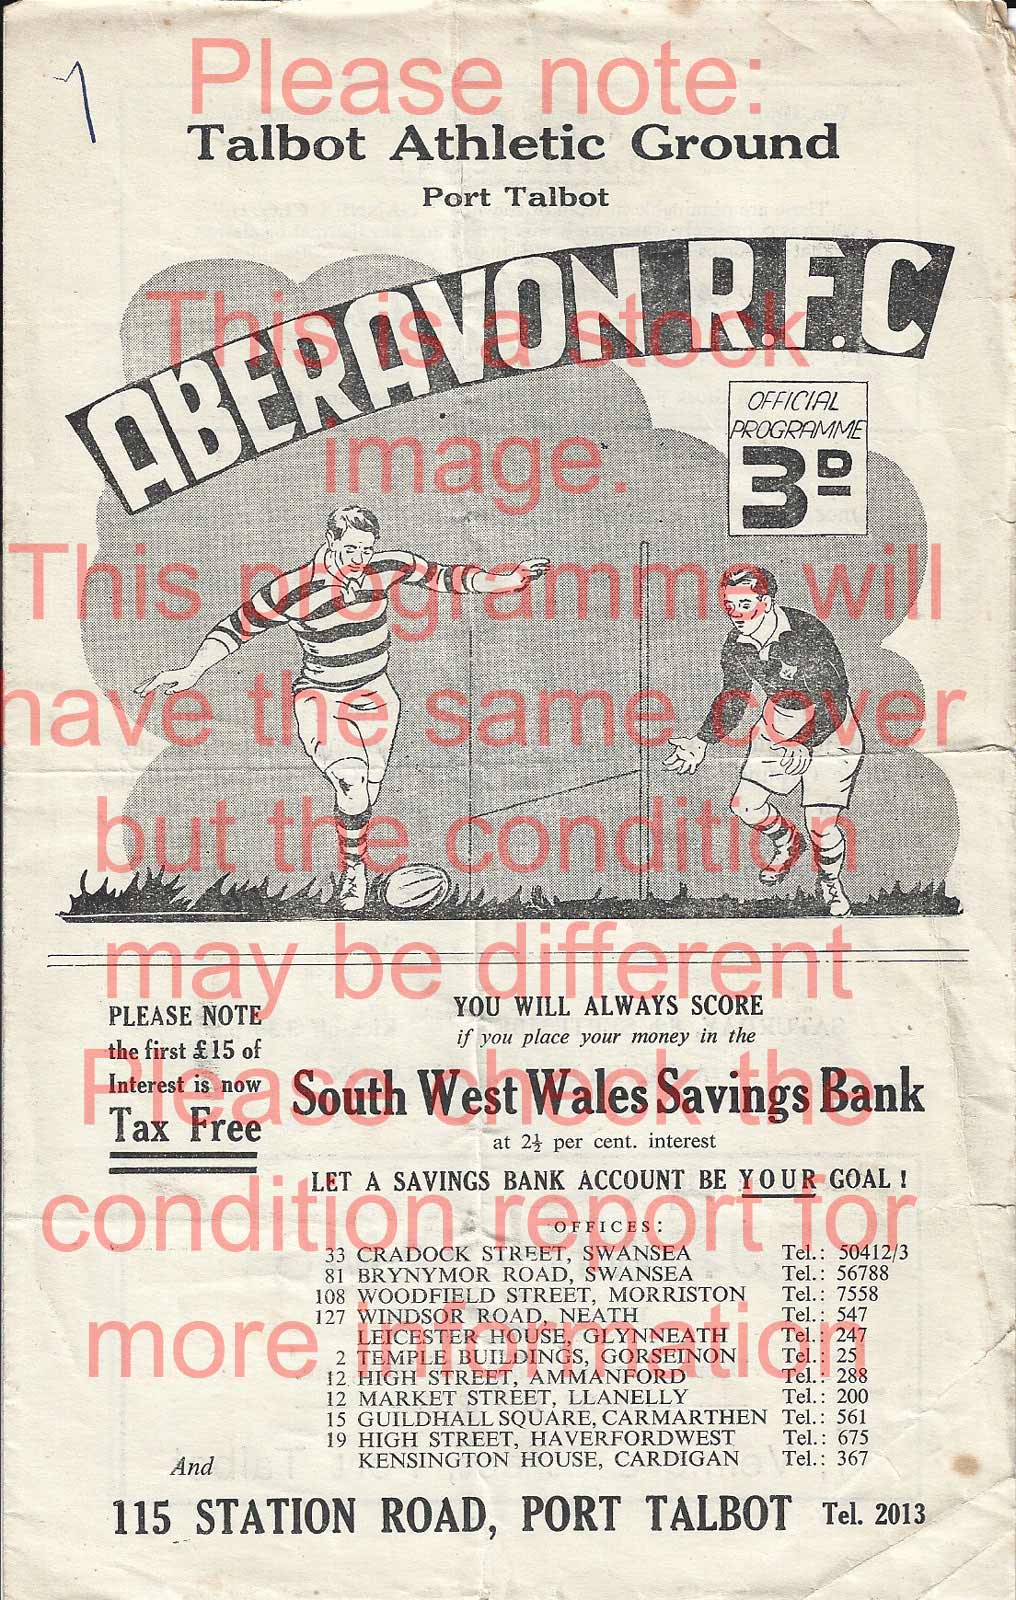 Please note:
Talbot Athletic Ground
Port Talbot
ABERAVON R.F.C
This is a stock
OFFICIAL
PROGRAMME
3D
image.
This programme will
have the same cover
but the condition
may be different
PLEASE NOTE
the first £15 of
Interest is now
Tax Free
YOU WILL ALWAYS SCORE
if you place your money in the
Please check the
South West Wales Savings Bank
at 2½ per cent. interest
LET A SAVINGS BANK ACCOUNT BE YOUR GOAL !
condition report for
OFFICES:
33 CRADOCK STREET, SWANSEA Tel.: 50412/3
81 BRYNYMOR ROAD, SWANSEA Tel.: 56788
108 WOODFIELD STREET, MORRISTON Tel.: 7558
127 WINDSOR ROAD, NEATH Tel.: 547
more information
LEICESTER HOUSE, GLYNNEATH Tel.: 247
2 TEMPLE BUILDINGS, GORSEINON Tel.: 25
12 HIGH STREET, AMMANFORD Tel.: 288
12 MARKET STREET, LLANELLY Tel.: 200
15 GUILDHALL SQUARE, CARMARTHEN Tel.: 561
19 HIGH STREET, HAVERFORDWEST Tel.: 675
KENSINGTON HOUSE, CARDIGAN Tel.: 367
And
115 STATION ROAD, PORT TALBOT Tel. 2013